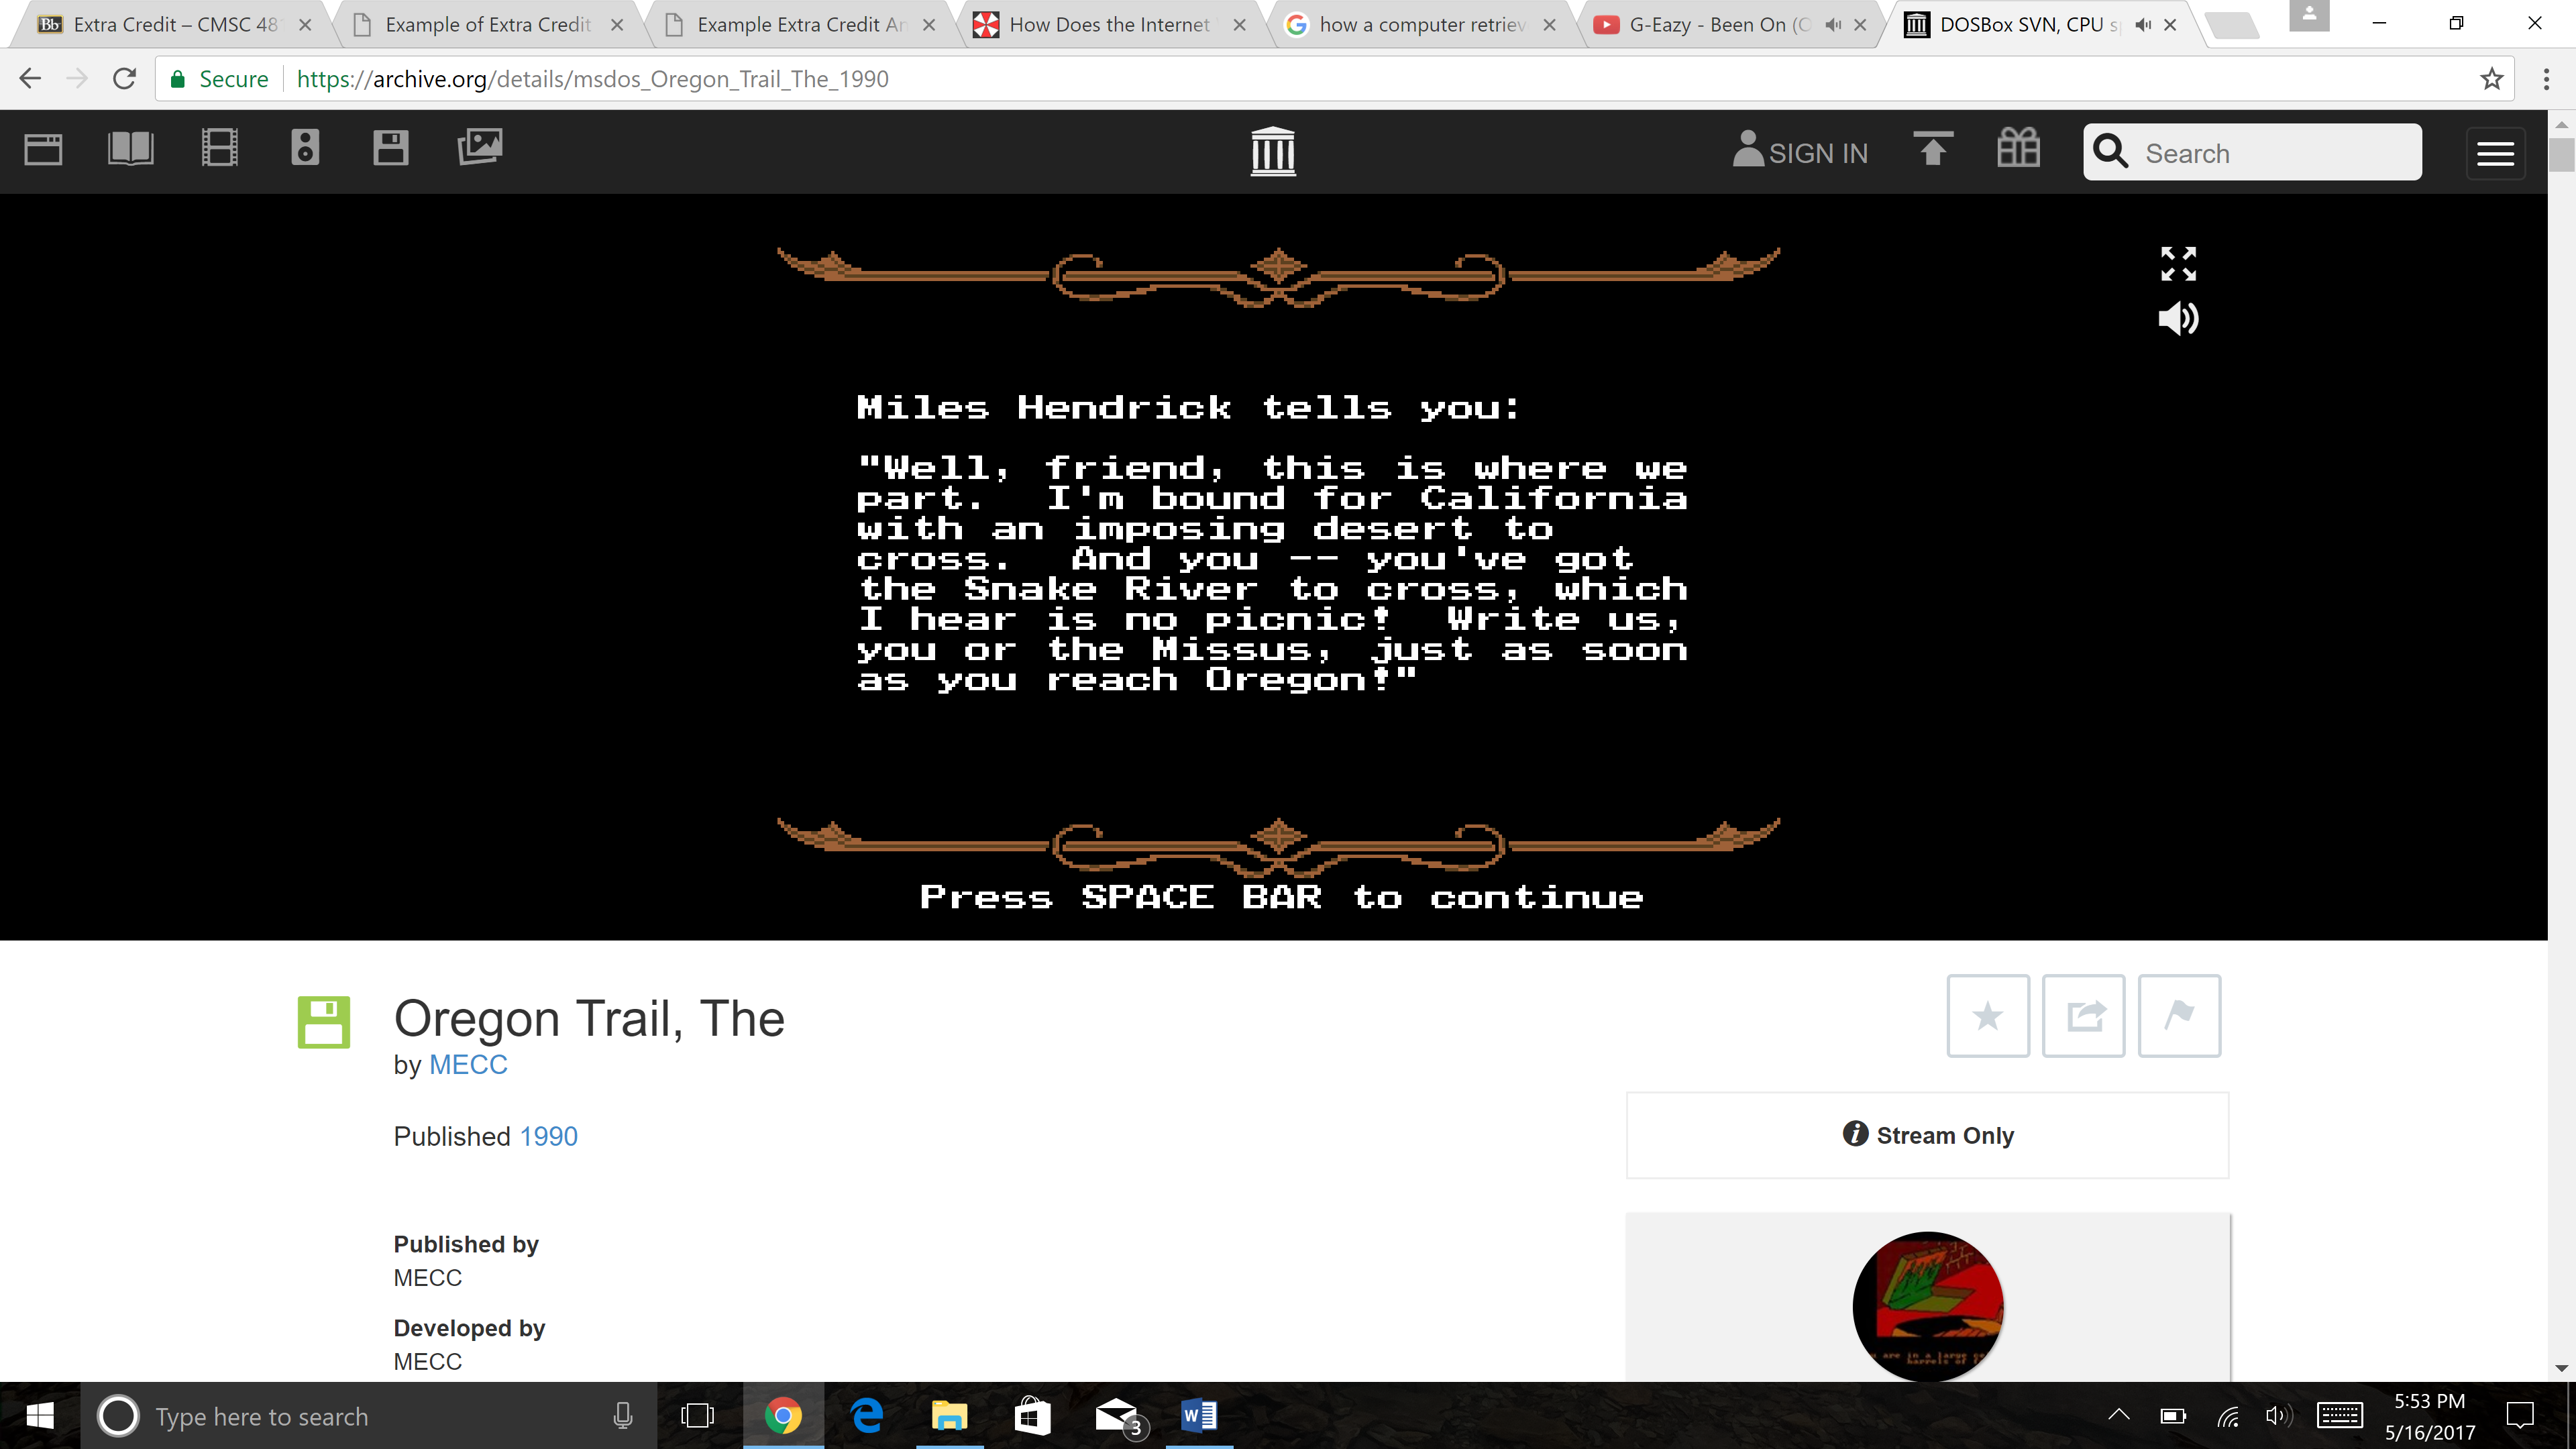 Extra Credit – CMSC 48
Example of Extra Credit
Example Extra Credit An
How Does the Internet
how a computer retriev
G-Eazy - Been On (O
DOSBox SVN, CPU s
Secure
https://archive.org/details/msdos_Oregon_Trail_The_1990
SIGN IN
Search
Miles Hendrick tells you:
"Well, friend, this is where we
part. I'm bound for California
with an imposing desert to
cross. And you -- you've got
the Snake River to cross, which
I hear is no picnic! Write us,
you or the Missus, just as soon
as you reach Oregon!"
Press SPACE BAR to continue
Oregon Trail, The
by MECC
Published 1990
Stream Only
Published by
MECC
Developed by
MECC
Type here to search
3
5:53 PM
5/16/2017